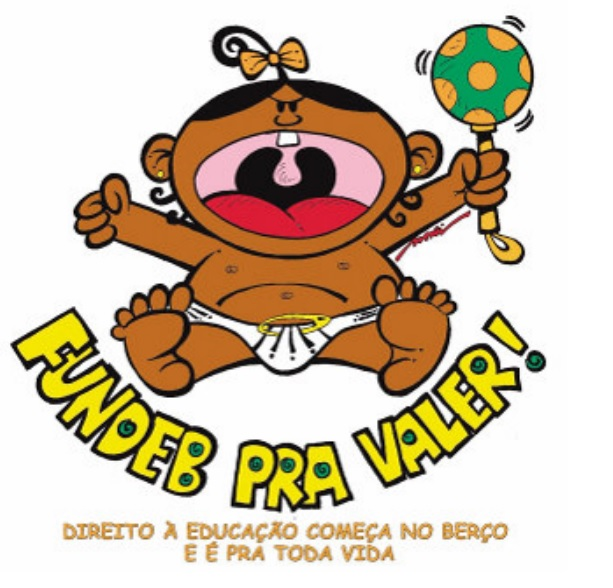 FUNDEB PRA VALER!
DIREITO À EDUCAÇÃO COMEÇA NO BERÇO
E É PRA TODA VIDA